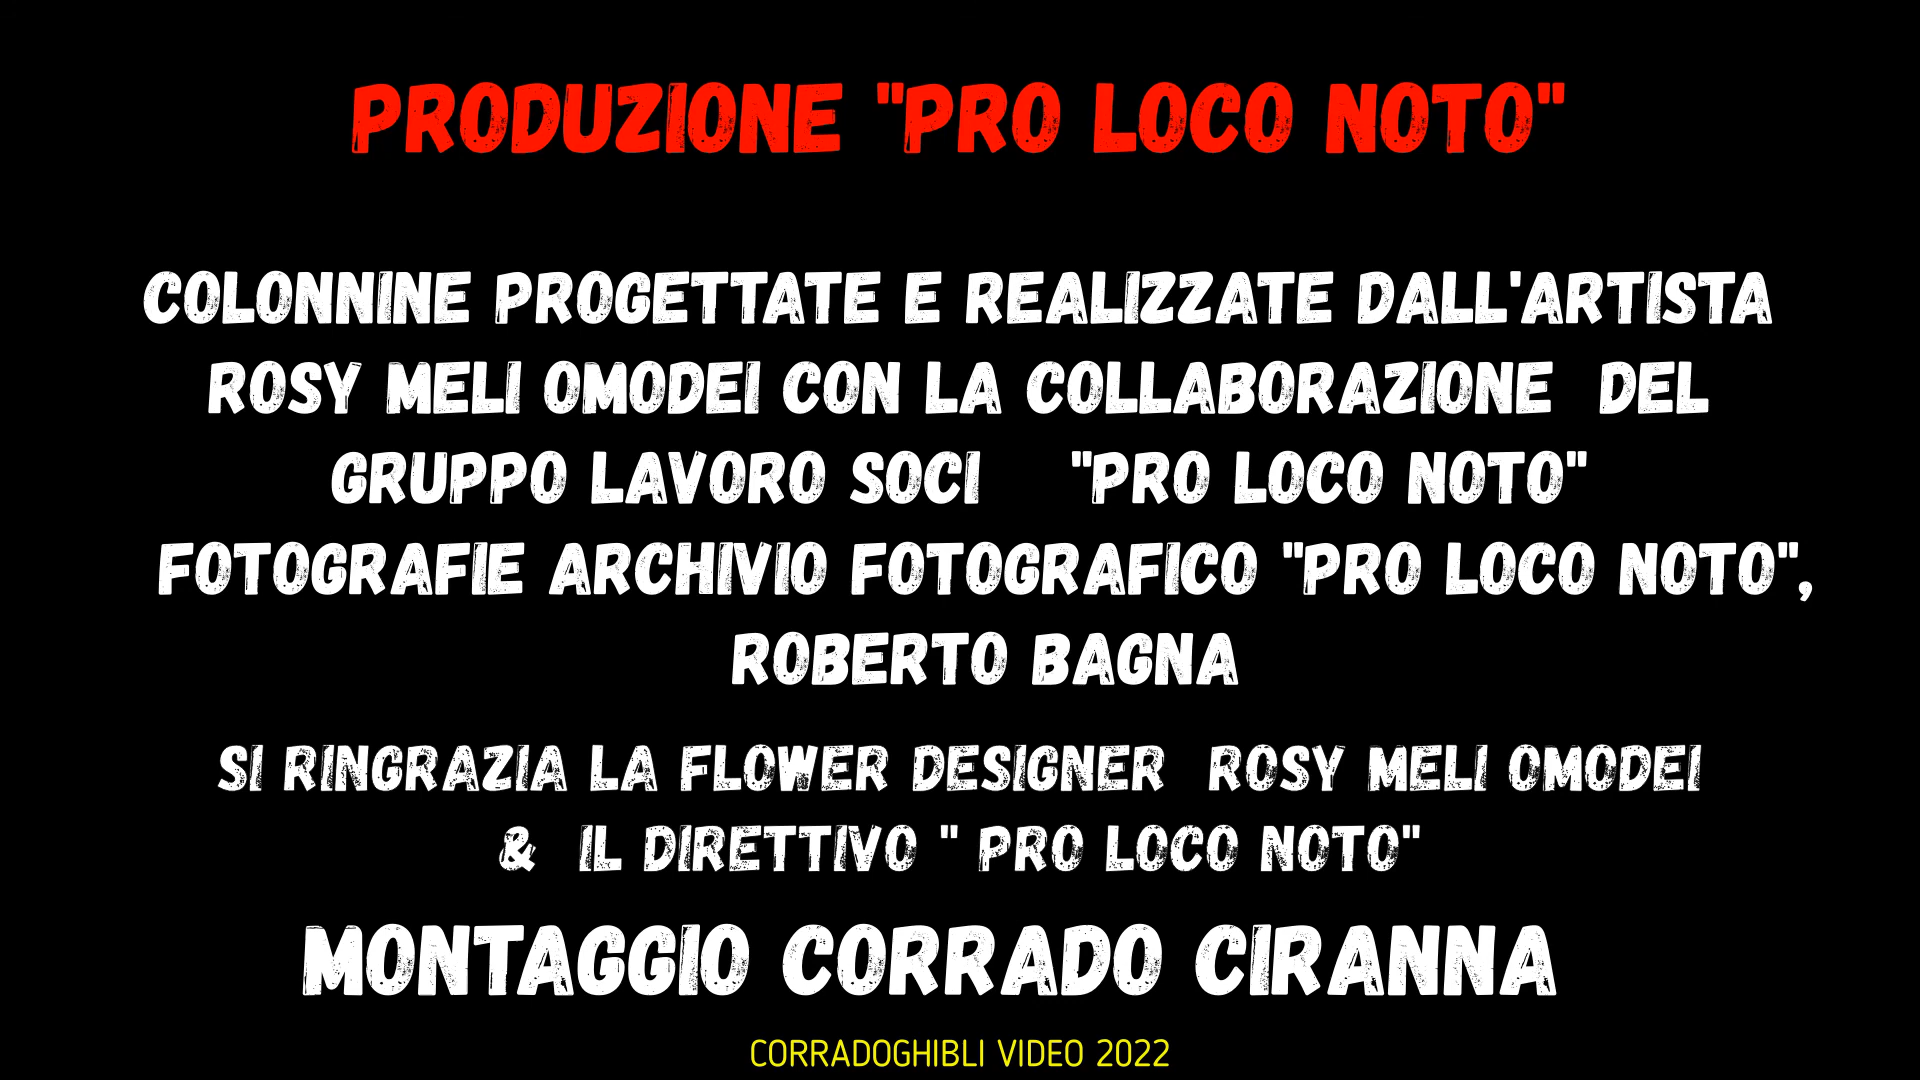 PRODUZIONE "PRO LOCO NOTO"
COLONNINE PROGETTATE E REALIZZATE DALL'ARTISTA
ROSY MELI OMODEI CON LA COLLABORAZIONE DEL
GRUPPO LAVORO SOCI "PRO LOCO NOTO"
FOTOGRAFIE ARCHIVIO FOTOGRAFICO "PRO LOCO NOTO",
ROBERTO BAGNA
SI RINGRAZIA LA FLOWER DESIGNER ROSY MELI OMODEI
& IL DIRETTIVO " PRO LOCO NOTO"
MONTAGGIO CORRADO CIRANNA
CORRADOGHIBLI VIDEO 2022